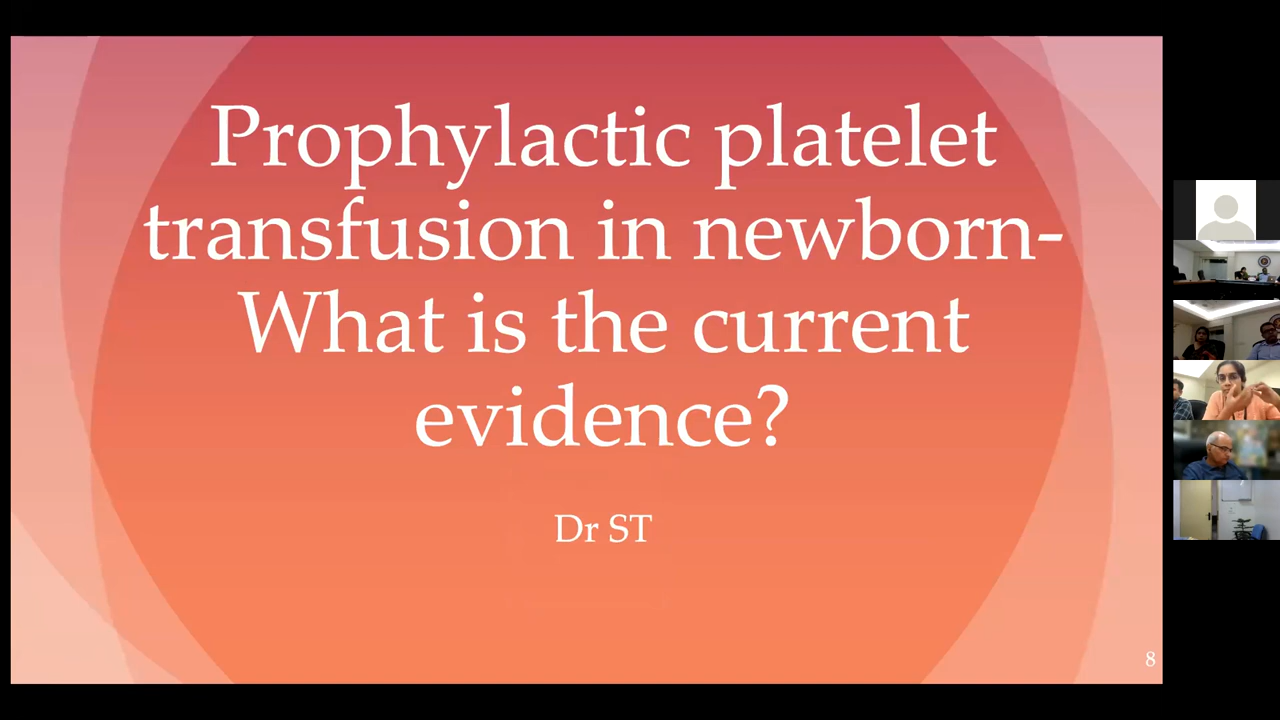 Prophylactic platelet
transfusion in newborn-
What is the current
evidence?
Dr ST
8